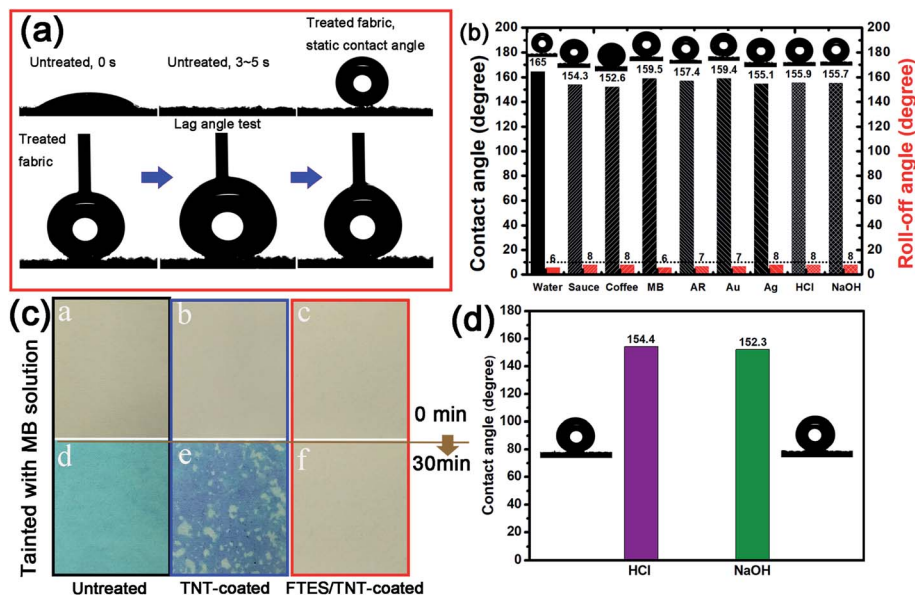 (a)
Untreated, 0 s
Untreated, 3~5 s
Treated fabric,
static contact angle
Treated
fabric
Lag angle test
(b)
Contact angle (degree)
200
180
160
140
120
100
80
60
40
20
0
165
154.3
152.6
159.5
157.4
159.4
155.1
155.9
155.7
6
8
8
6
7
7
8
8
8
Water
Sauce
Coffee
MB
AR
Au
Ag
HCl
NaOH
200
180
160
140
120
100
80
60
40
20
0
Roll-off angle (degree)
(c)
Tainted with MB solution
a
b
c
0 min
30min
d
e
f
Untreated
TNT-coated
FTES/TNT-coated
(d)
Contact angle (degree)
160
140
120
100
80
60
40
20
0
154.4
152.3
HCl
NaOH